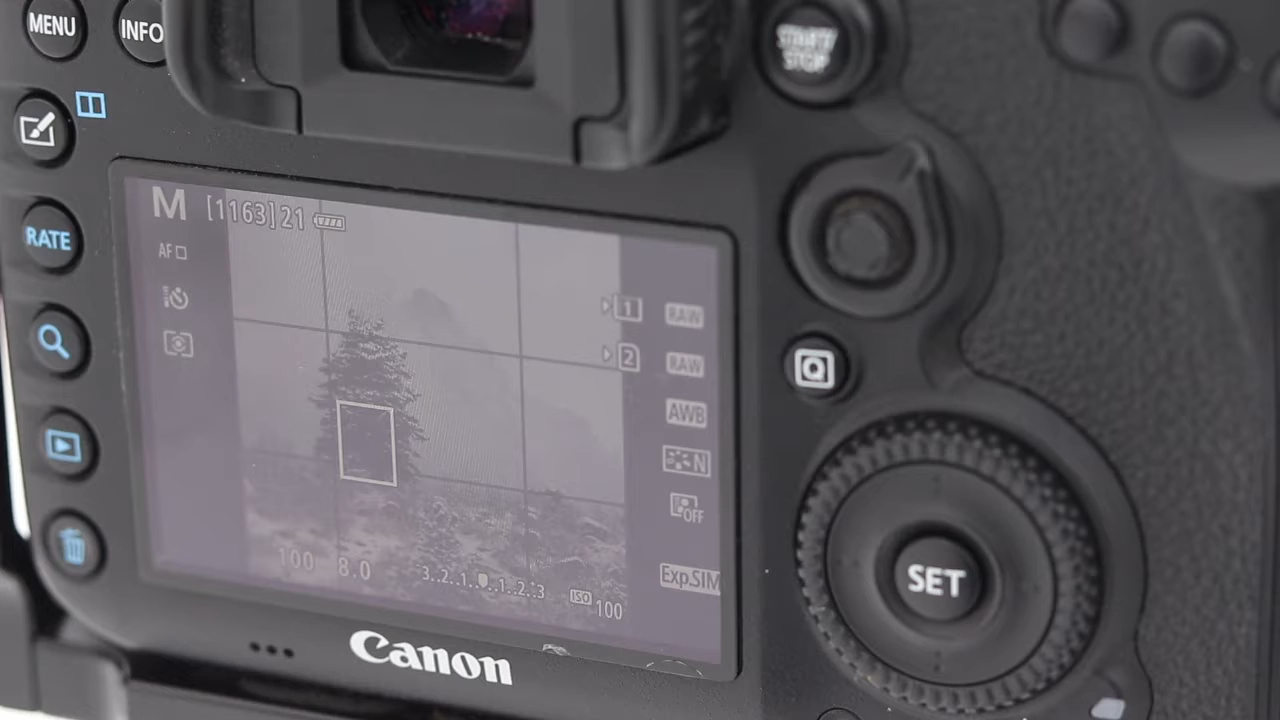 MENU
INFO
START/
STOP
RATE
M [1163]21
AF
1 RAW
2 RAW
AWB
N
OFF
Exp.SIM
100 8.0 3..2..1..0..1..2..3 ISO 100
Q
SET
Canon